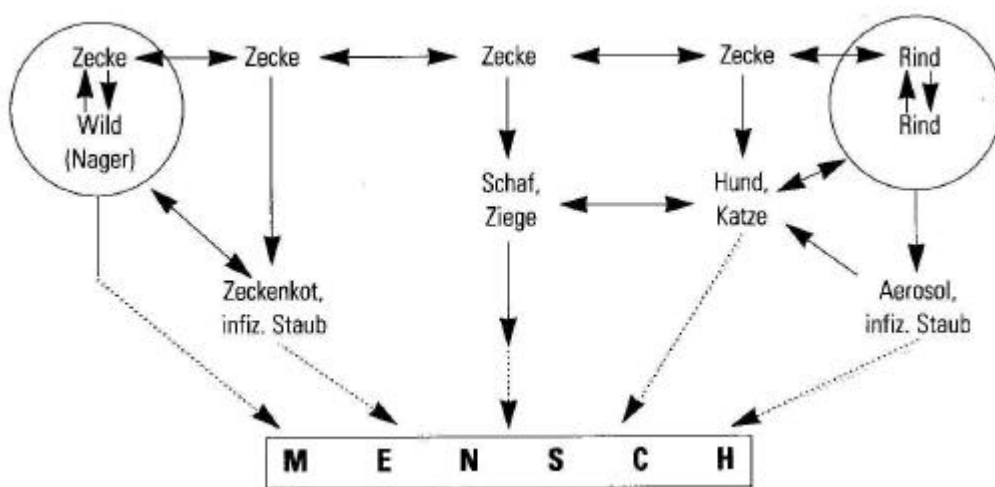 Zecke Zecke Zecke Zecke Rind
Wild Rind
(Nager)
Schaf, Hund,
Ziege Katze
Zeckenkot, Aerosol,
infiz. Staub infiz. Staub
M E N S C H